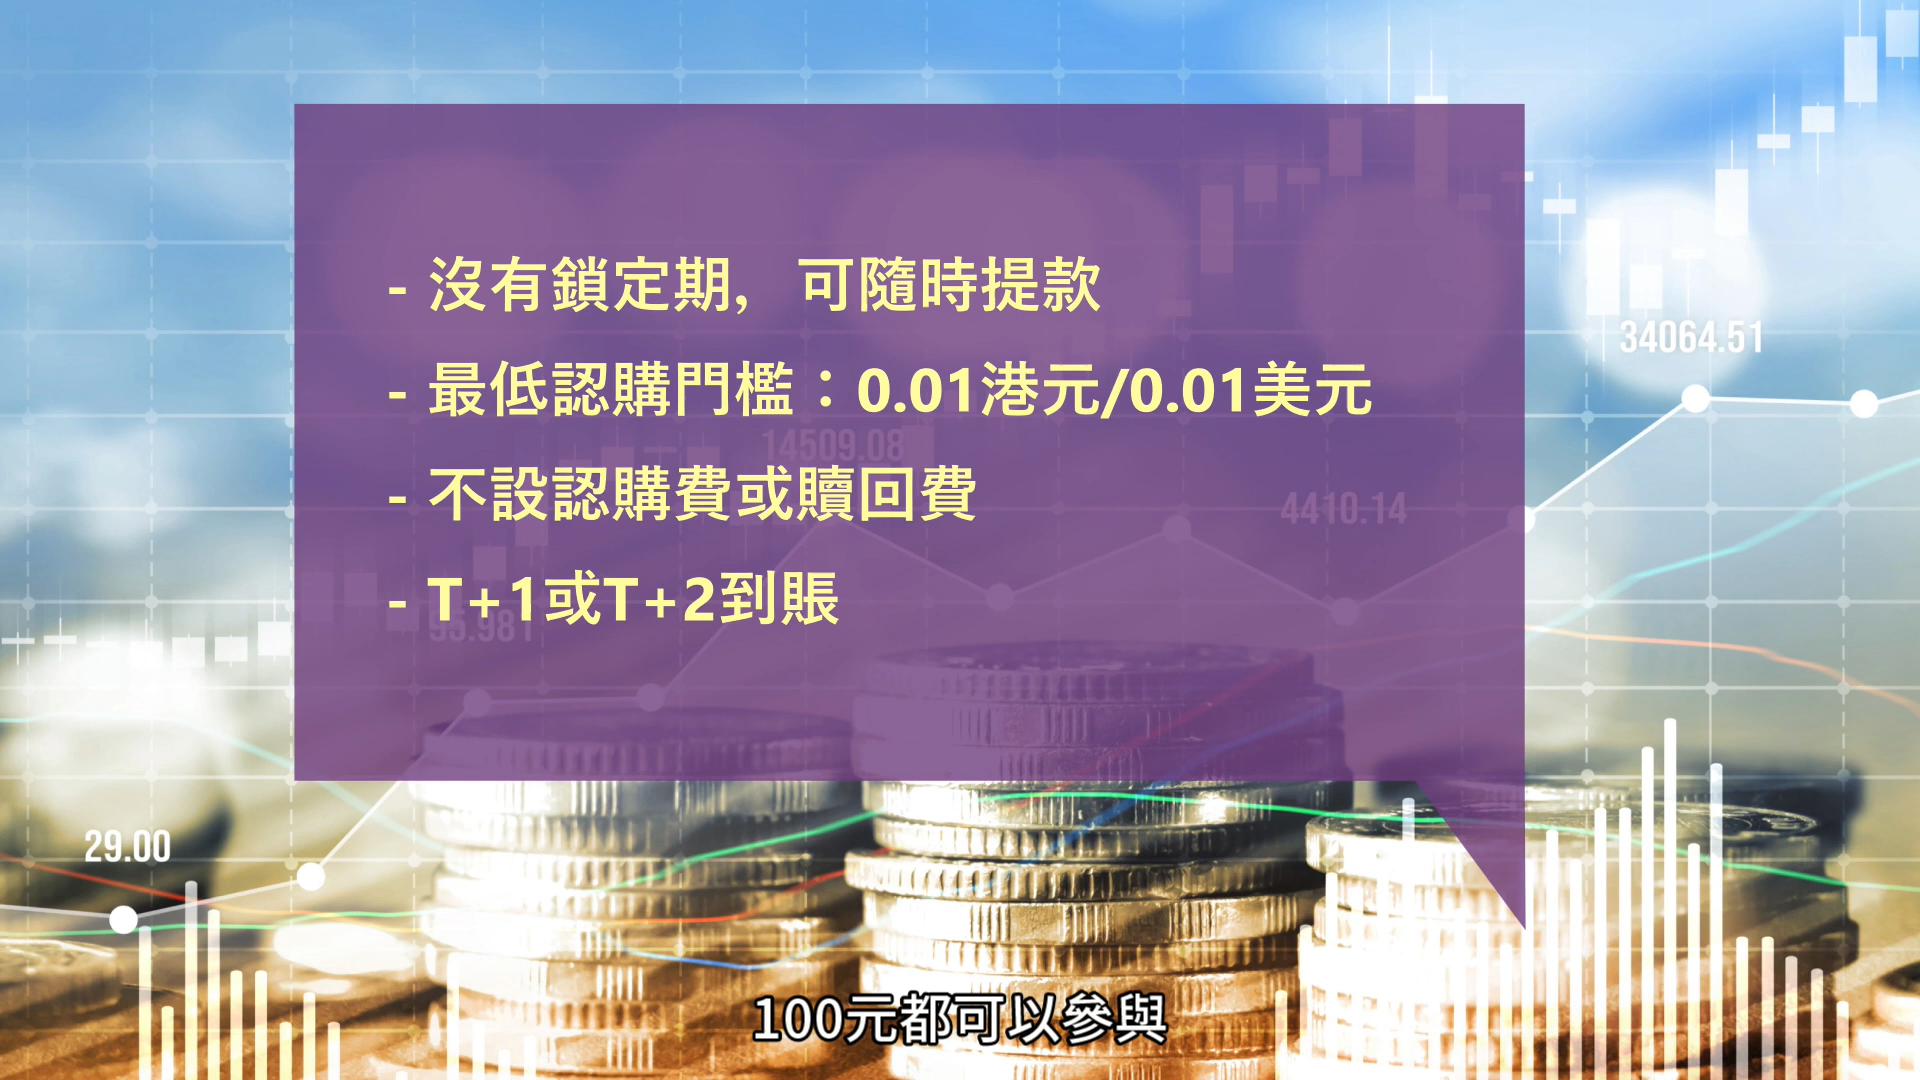 - 沒有鎖定期，可隨時提款
- 最低認購門檻：0.01港元/0.01美元
- 不設認購費或贖回費
- T+1或T+2到賬
34064.51
14509.08
4410.14
95.981
29.00
100元都可以參與